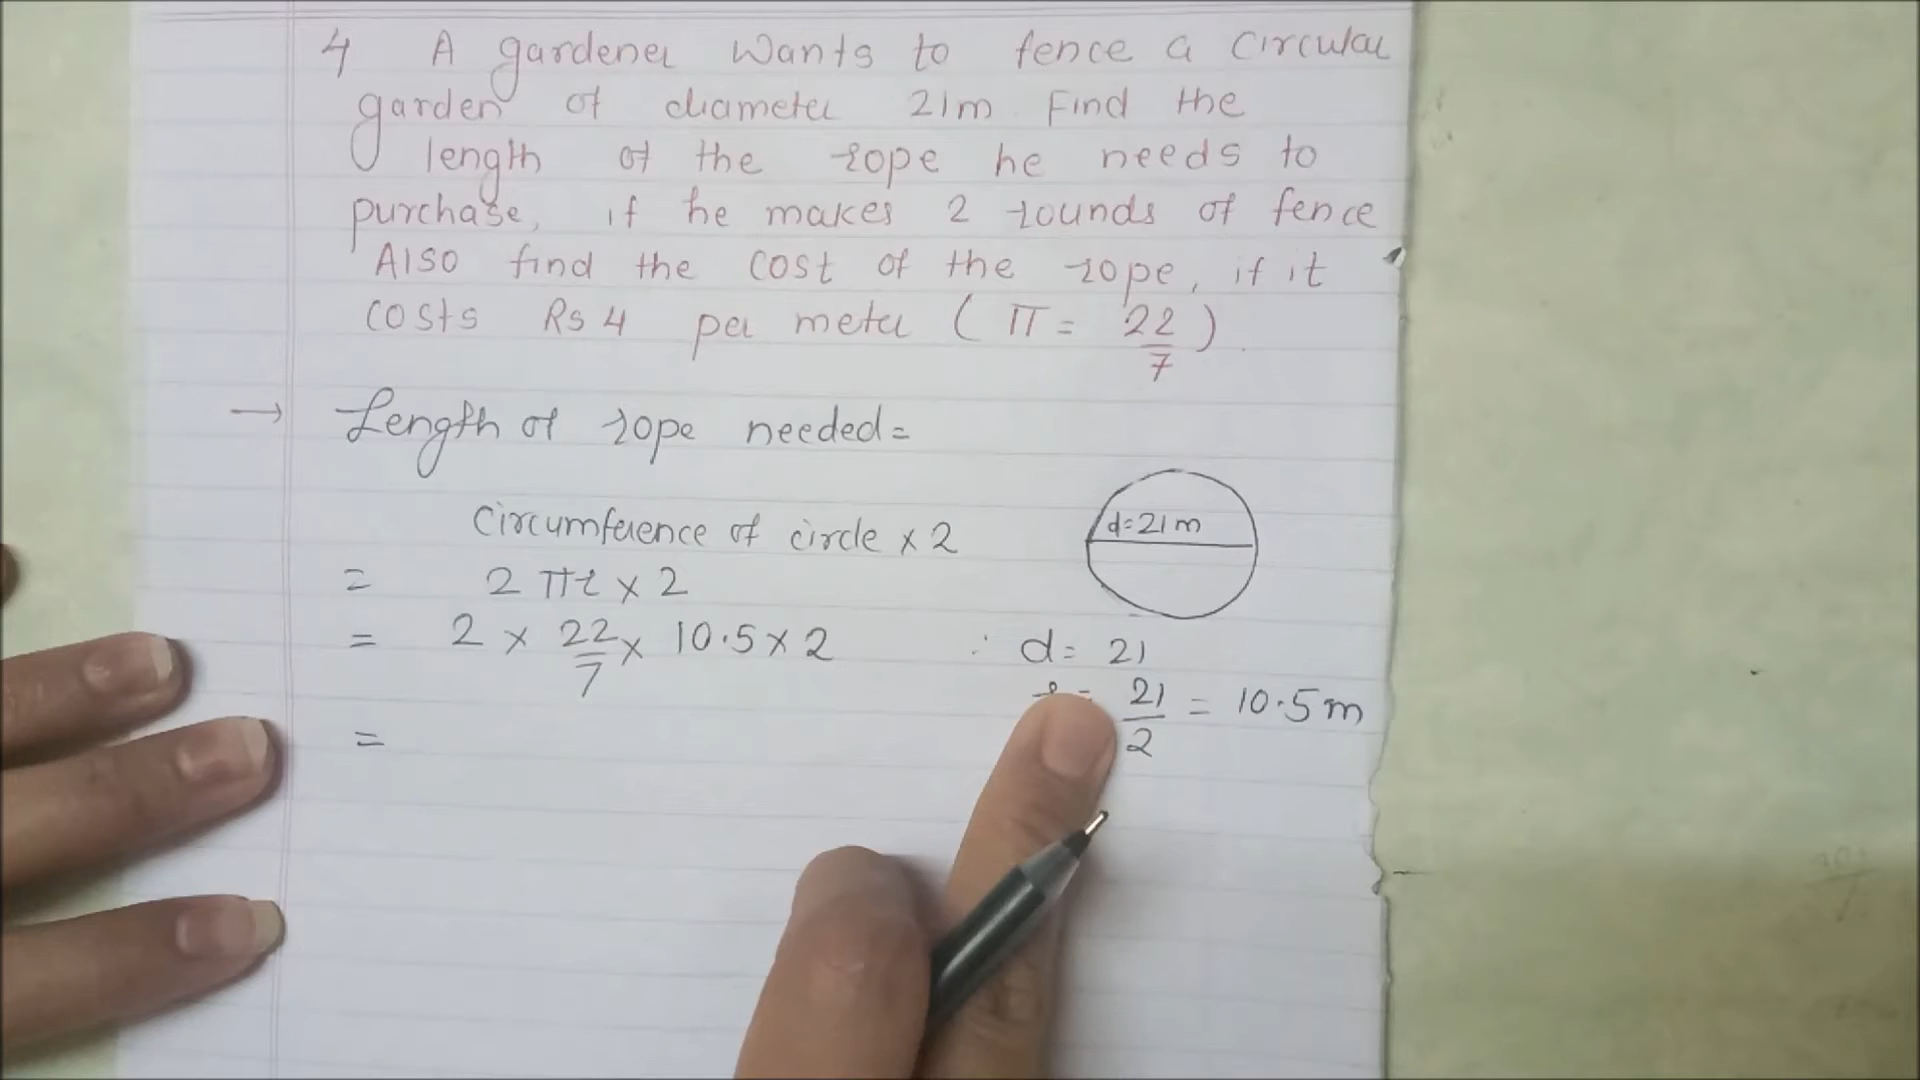 4 A gardener wants to fence a circular
garden of diameter 21m Find the
length of the rope he needs to
purchase, if he makes 2 rounds of fence
Also find the cost of the rope, if it
costs Rs 4 per meter ( π = 22/7 )
→ Length of rope needed =
Circumference of circle × 2
d=21m
= 2 πr × 2
= 2 × 22/7 × 10.5 × 2
∴ d = 21
r = 21/2 = 10.5 m
=